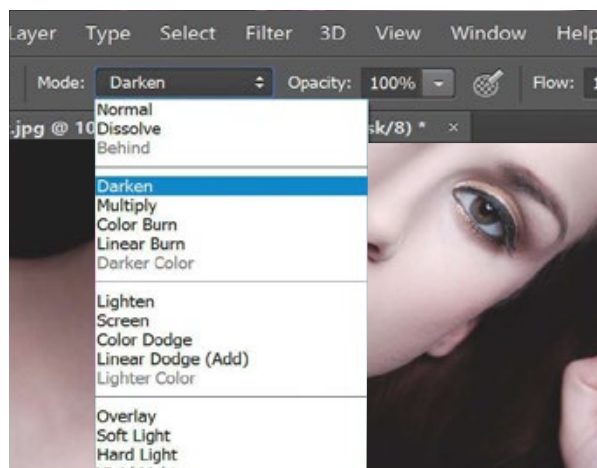 Layer Type Select Filter 3D View Window Help
Mode: Darken Opacity: 100% Flow: 1
.jpg @ 10 sk/8) * ×
Normal
Dissolve
Behind
Darken
Multiply
Color Burn
Linear Burn
Darker Color
Lighten
Screen
Color Dodge
Linear Dodge (Add)
Lighter Color
Overlay
Soft Light
Hard Light